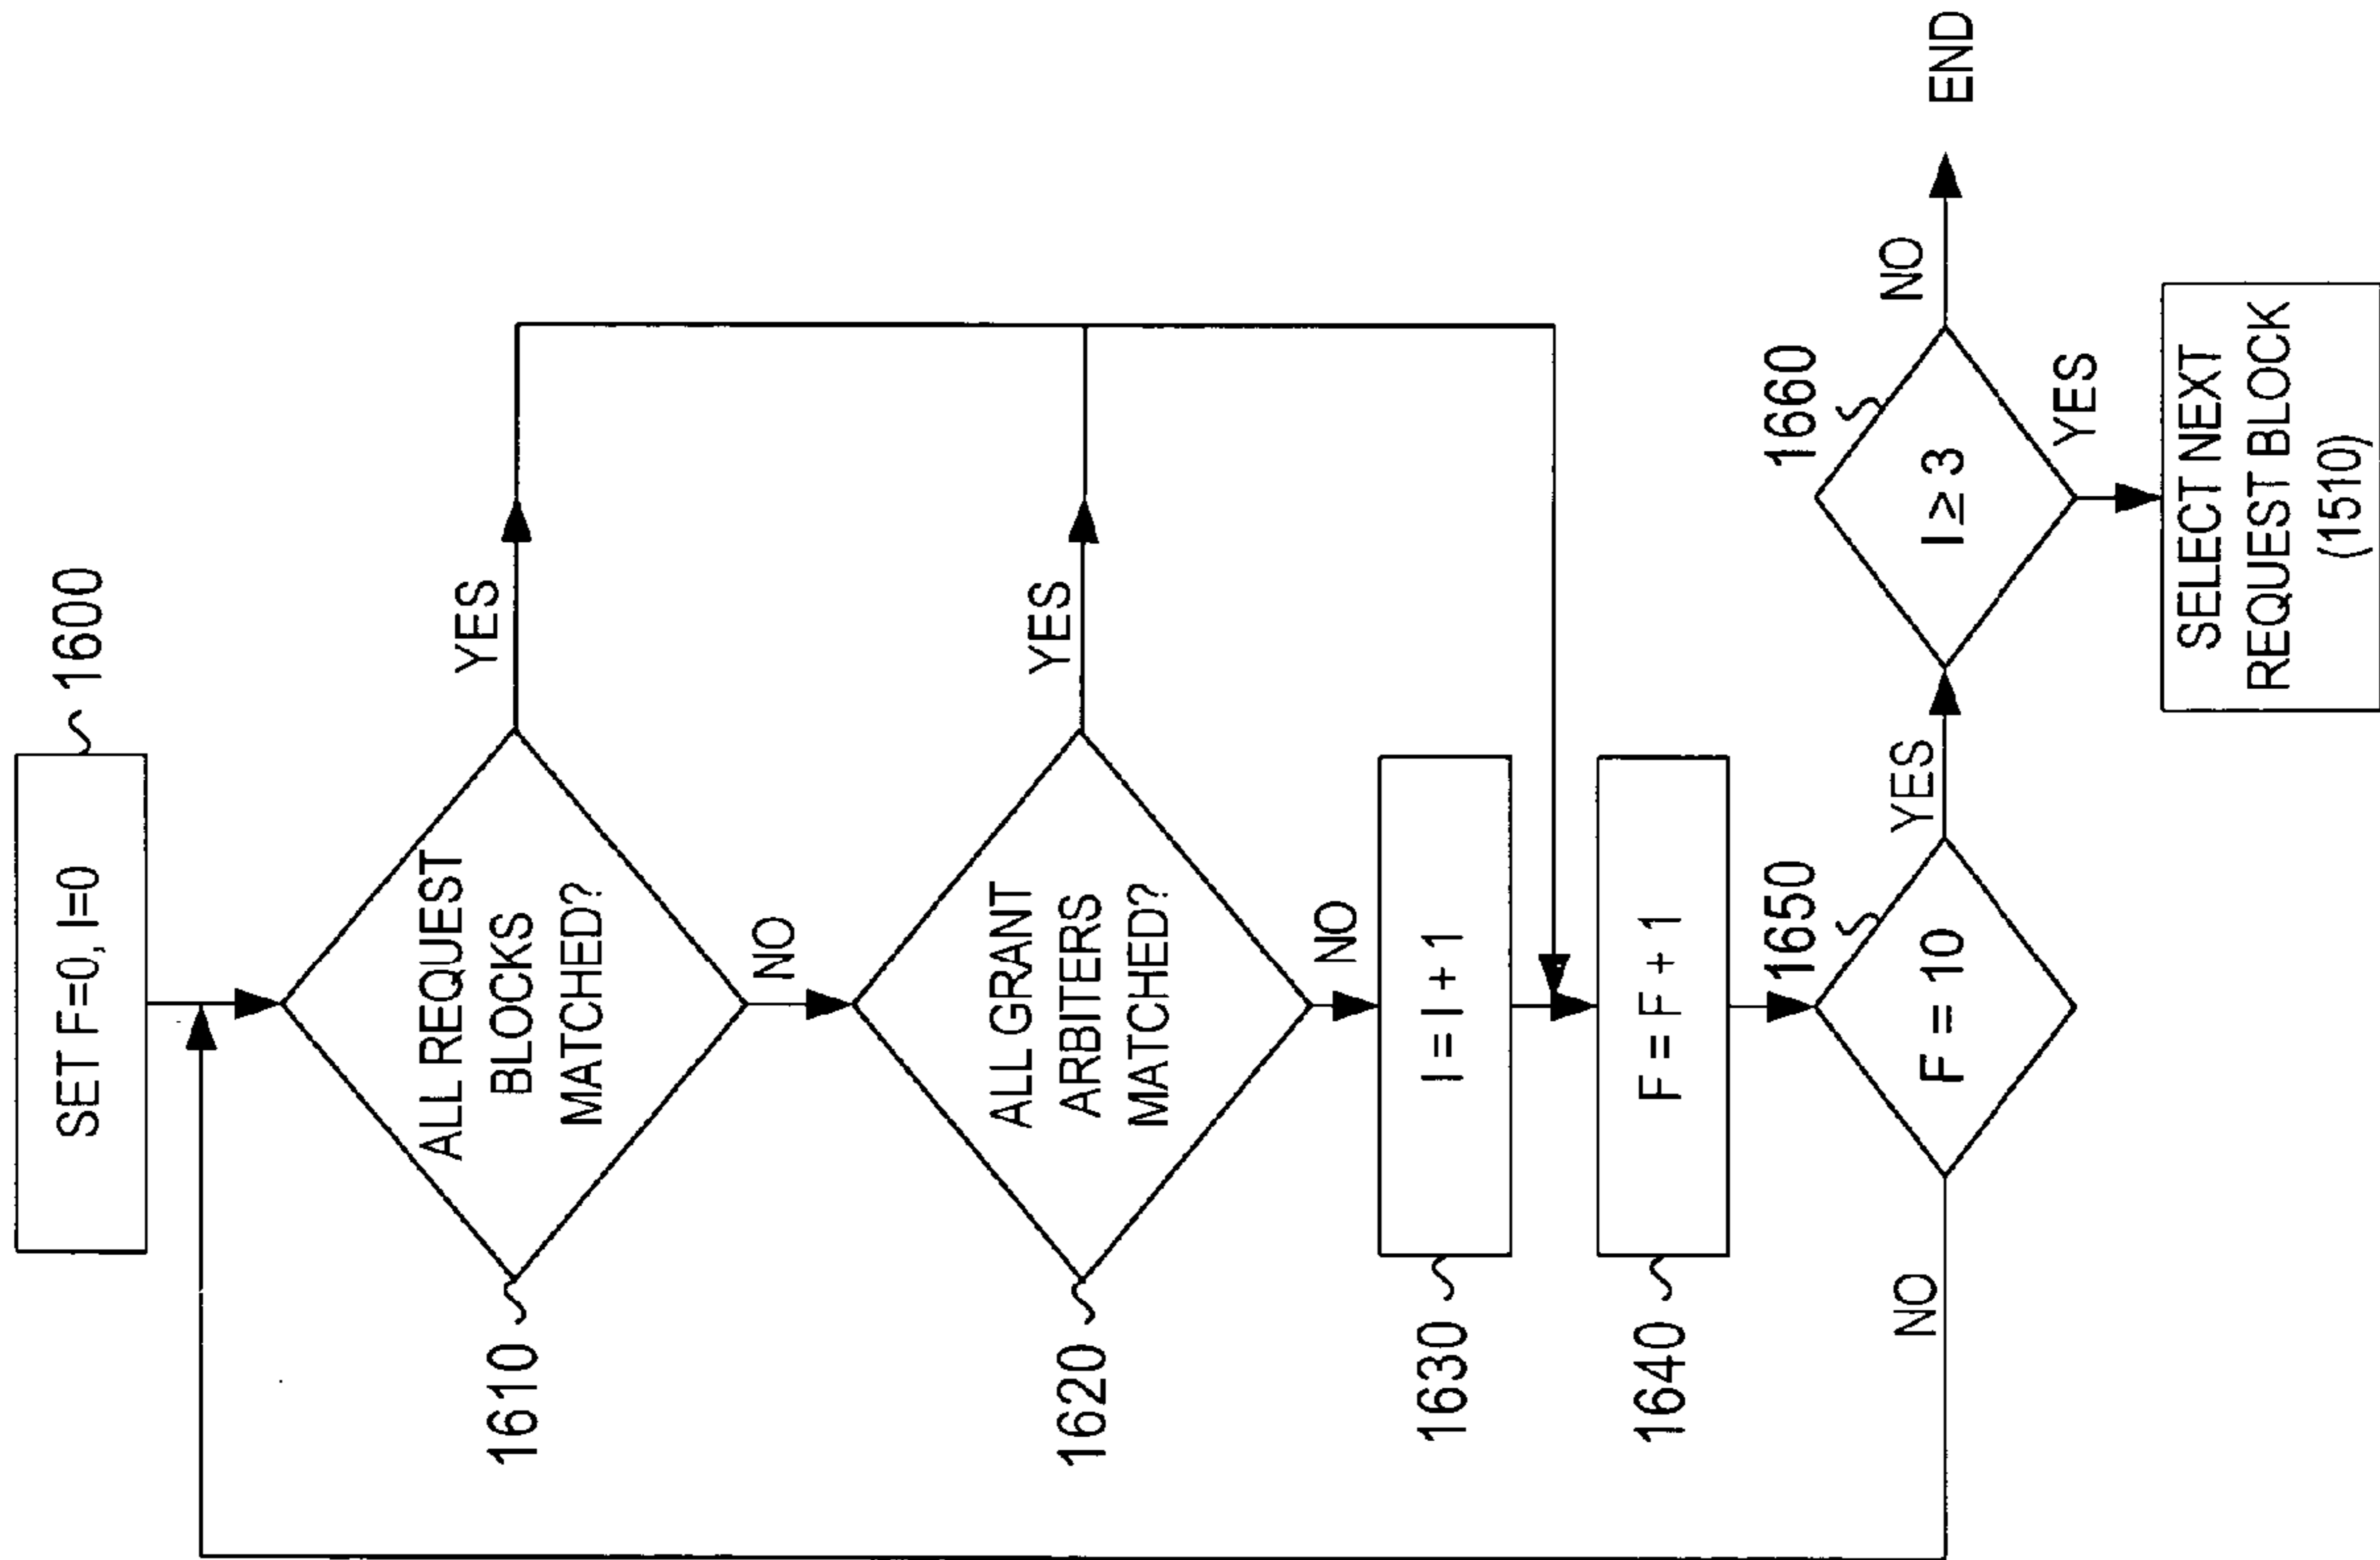 SET F=0, I=0
1600
ALL REQUEST
BLOCKS
MATCHED?
YES
1610
NO
ALL GRANT
ARBITERS
MATCHED?
YES
1620
NO
I = I + 1
1630
F = F + 1
1640
1650
F = 10
NO
YES
1660
I ≥ 3
NO
END
YES
SELECT NEXT
REQUEST BLOCK
(1510)